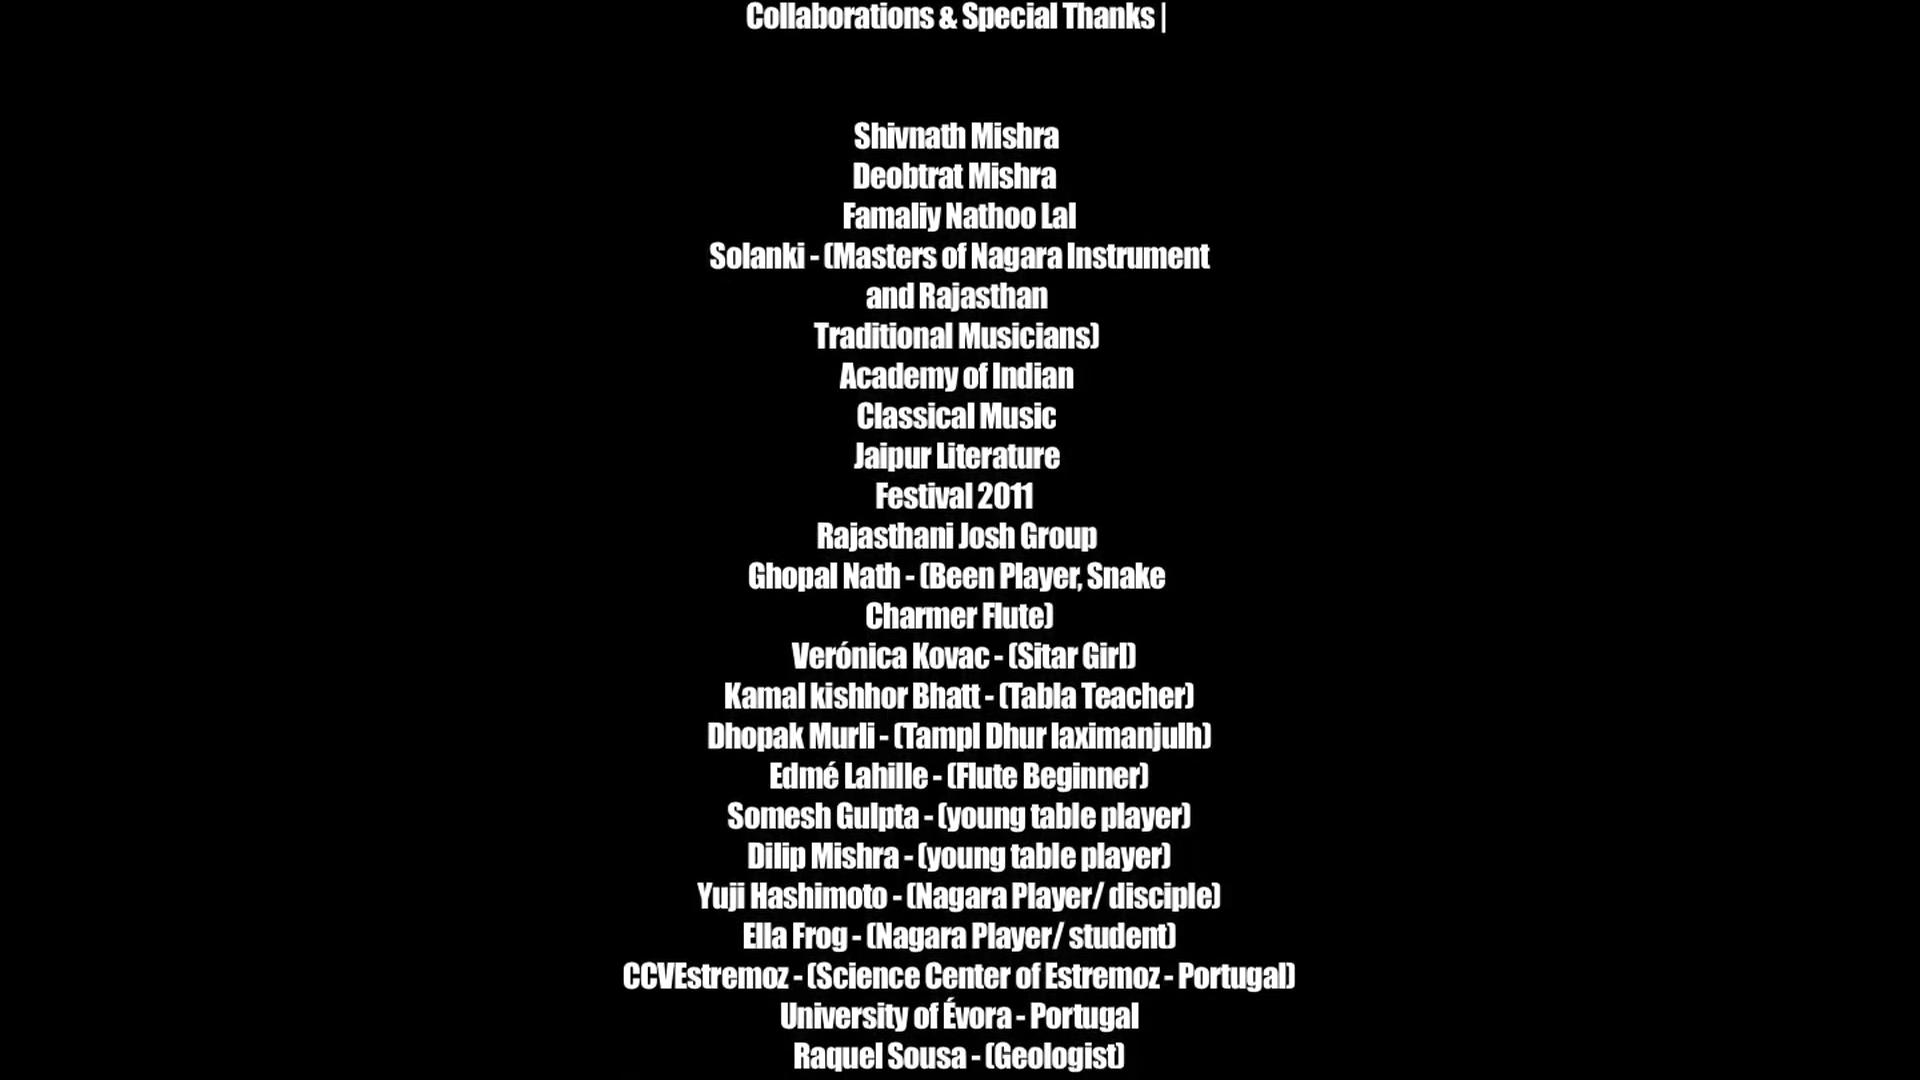 Collaborations & Special Thanks |
Shivnath Mishra
Deobtrat Mishra
Famaliy Nathoo Lal
Solanki - (Masters of Nagara Instrument
and Rajasthan
Traditional Musicians)
Academy of Indian
Classical Music
Jaipur Literature
Festival 2011
Rajasthani Josh Group
Ghopal Nath - (Been Player, Snake
Charmer Flute)
Verónica Kovac - (Sitar Girl)
Kamal kishhor Bhatt - (Tabla Teacher)
Dhopak Murli - (Tampl Dhur laximanjulh)
Edmé Lahille - (Flute Beginner)
Somesh Gulpta - (young table player)
Dilip Mishra - (young table player)
Yuji Hashimoto - (Nagara Player/ disciple)
Ella Frog - (Nagara Player/ student)
CCVEstremoz - (Science Center of Estremoz - Portugal)
University of Évora - Portugal
Raquel Sousa - (Geologist)